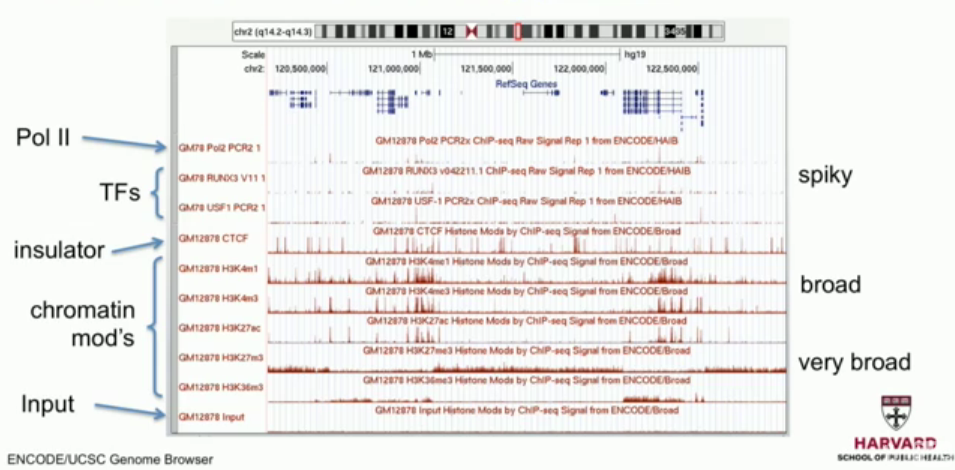 chr2 (q14.2-q14.3)
12
Scale
1 Mb
hg19
chr2:
120,500,000
121,000,000
121,500,000
122,000,000
122,500,000
RefSeq Genes
Pol II
GM78 Pol2 PCR2 1
GM12878 Pol2 PCR2x ChIP-seq Raw Signal Rep 1 from ENCODE/HAIB
TFs
GM78 RUNX3 V11 1
GM12878 RUNX3 v042211.1 ChIP-seq Raw Signal Rep 1 from ENCODE/HAIB
spiky
GM78 USF1 PCR2 1
GM12878 USF-1 PCR2x ChIP-seq Raw Signal Rep 1 from ENCODE/HAIB
insulator
GM12878 CTCF
GM12878 CTCF Histone Mods by ChIP-seq Signal from ENCODE/Broad
chromatin
mod's
GM12878 H3K4m1
GM12878 H3K4me1 Histone Mods by ChIP-seq Signal from ENCODE/Broad
broad
GM12878 H3K4m3
GM12878 H3K4me3 Histone Mods by ChIP-seq Signal from ENCODE/Broad
GM12878 H3K27ac
GM12878 H3K27ac Histone Mods by ChIP-seq Signal from ENCODE/Broad
GM12878 H3K27m3
GM12878 H3K27me3 Histone Mods by ChIP-seq Signal from ENCODE/Broad
very broad
GM12878 H3K36m3
GM12878 H3K36me3 Histone Mods by ChIP-seq Signal from ENCODE/Broad
Input
GM12878 Input
GM12878 Input Histone Mods by ChIP-seq Signal from ENCODE/Broad
HARVARD
SCHOOL OF PUBLIC HEALTH
ENCODE/UCSC Genome Browser